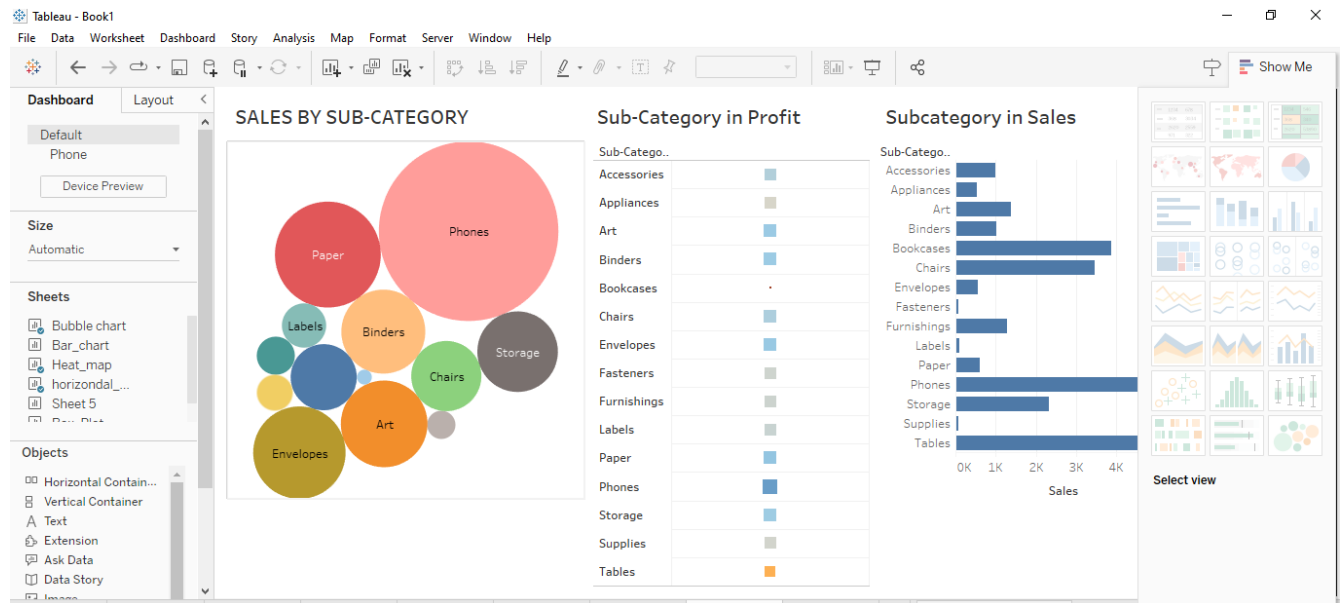 Tableau - Book1
File Data Worksheet Dashboard Story Analysis Map Format Server Window Help
Show Me
Dashboard Layout
Default
Phone
Device Preview
Size
Automatic
Sheets
Bubble chart
Bar_chart
Heat_map
horizondal_...
Sheet 5
Objects
Horizontal Contain...
Vertical Container
Text
Extension
Ask Data
Data Story
Image
SALES BY SUB-CATEGORY
Phones
Paper
Labels
Binders
Storage
Chairs
Art
Envelopes
Sub-Category in Profit
Sub-Catego..
Accessories
Appliances
Art
Binders
Bookcases
Chairs
Envelopes
Fasteners
Furnishings
Labels
Paper
Phones
Storage
Supplies
Tables
Subcategory in Sales
Sub-Catego..
Accessories
Appliances
Art
Binders
Bookcases
Chairs
Envelopes
Fasteners
Furnishings
Labels
Paper
Phones
Storage
Supplies
Tables
0K 1K 2K 3K 4K
Sales
Select view